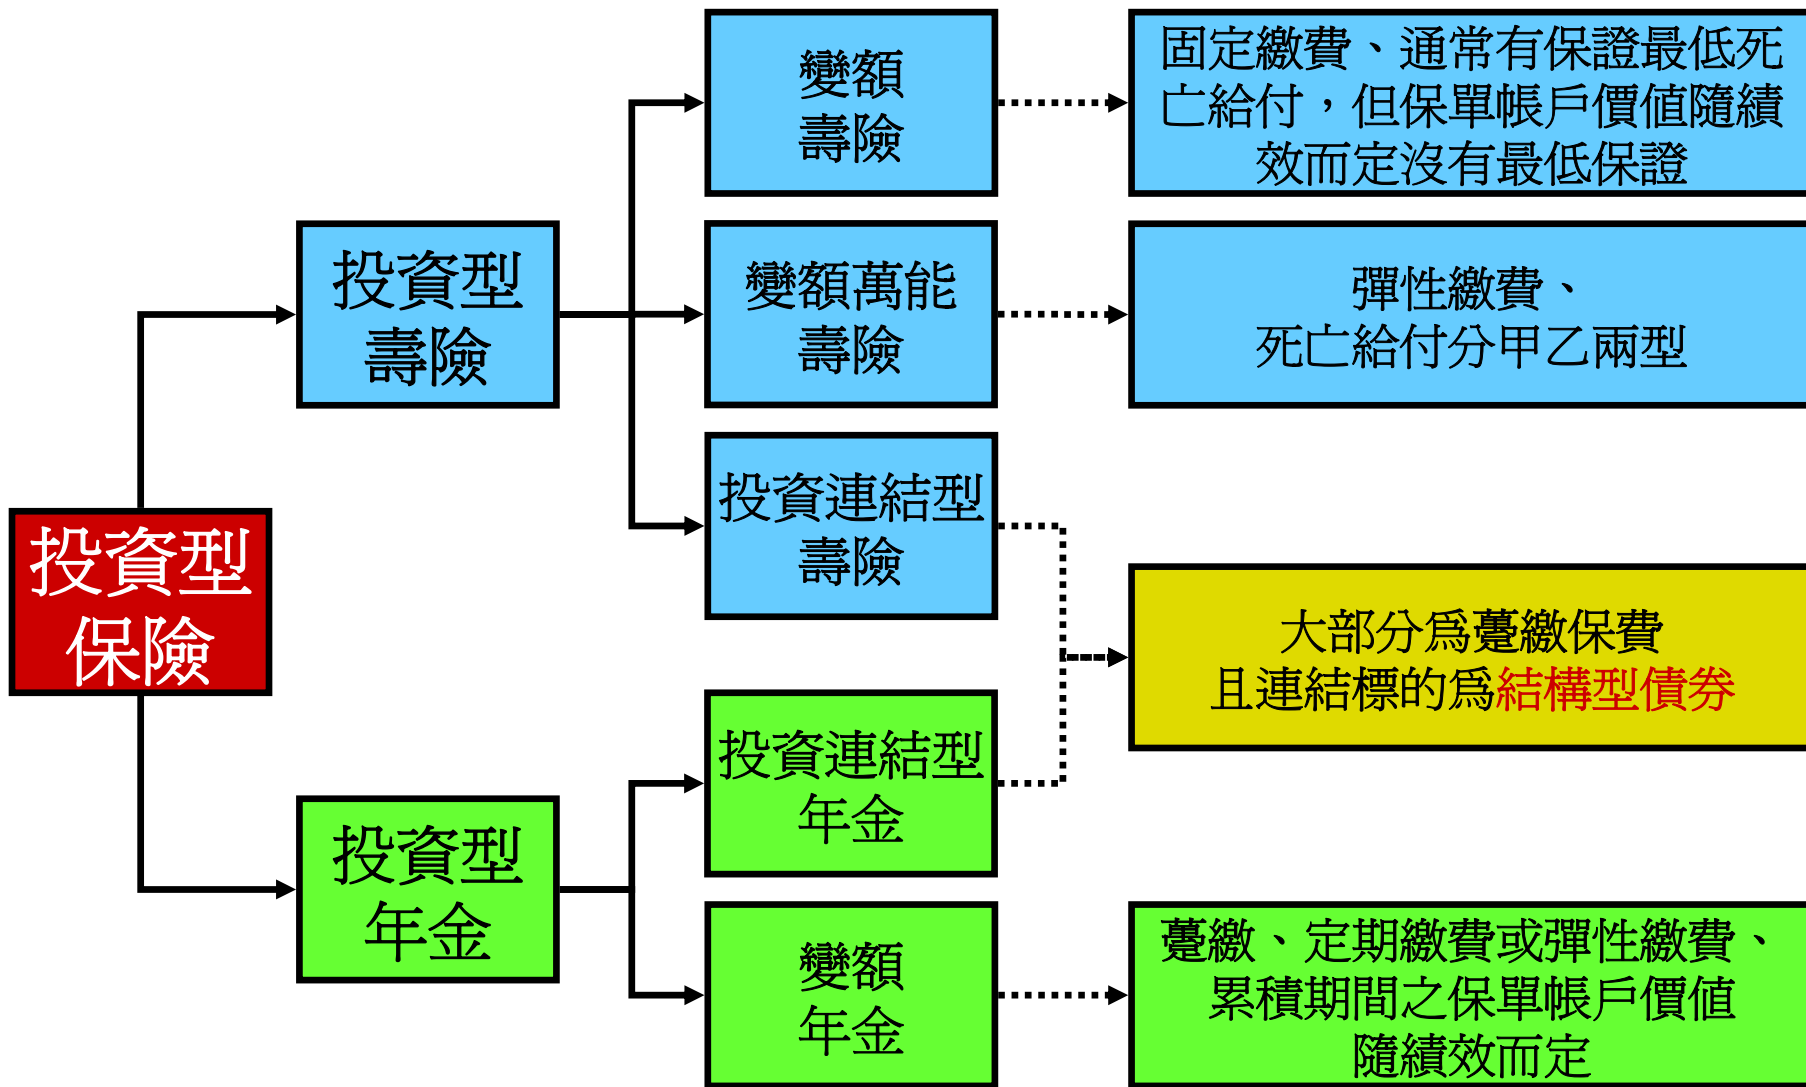 投資型
保險
投資型
壽險
投資型
年金
變額
壽險
變額萬能
壽險
投資連結型
壽險
投資連結型
年金
變額
年金
固定繳費、通常有保證最低死
亡給付，但保單帳戶價值隨績
效而定沒有最低保證
彈性繳費、
死亡給付分甲乙兩型
大部分為躉繳保費
且連結標的為結構型債券
躉繳、定期繳費或彈性繳費、
累積期間之保單帳戶價值
隨績效而定